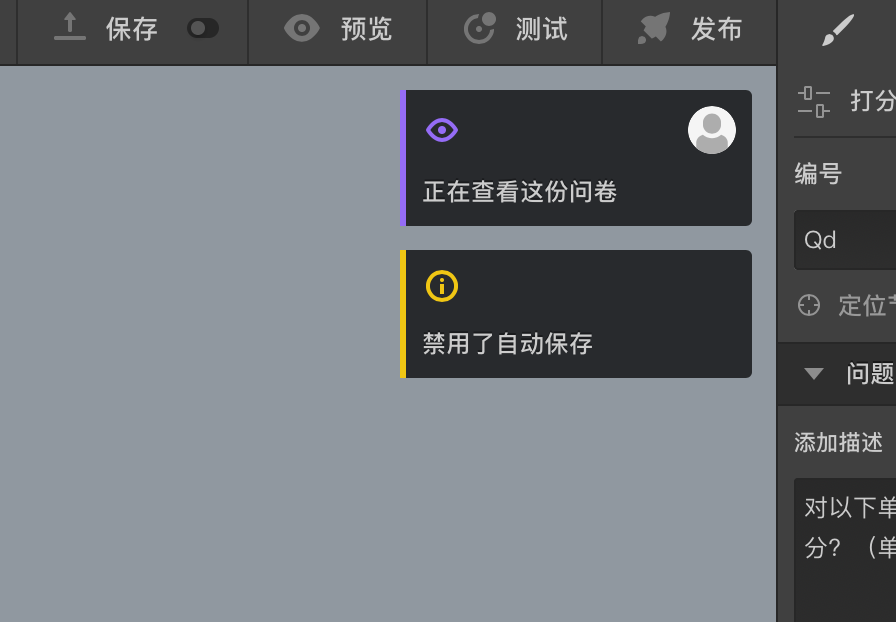 保存
预览
测试
发布
正在查看这份问卷
禁用了自动保存
打分
编号
Qd
定位
问题
添加描述
对以下单
分？（单